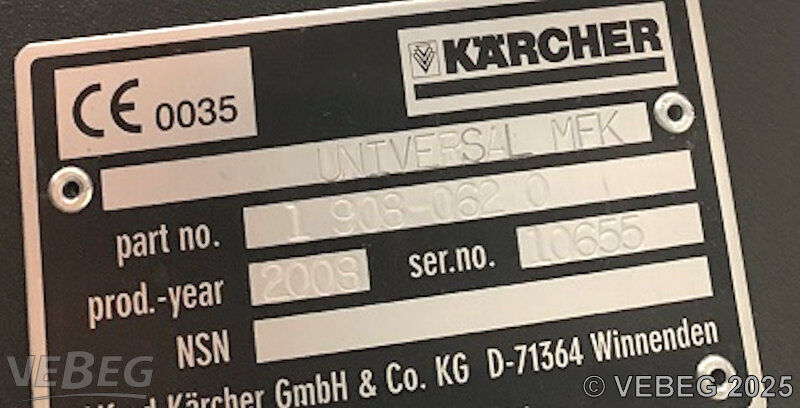 CE 0035
KÄRCHER
UNIVERSAL MFK
part no. 1 908-062 0
prod.-year 2008 ser.no. 10655
NSN
Kärcher GmbH & Co. KG D-71364 Winnenden
VEBEG
© VEBEG 2025